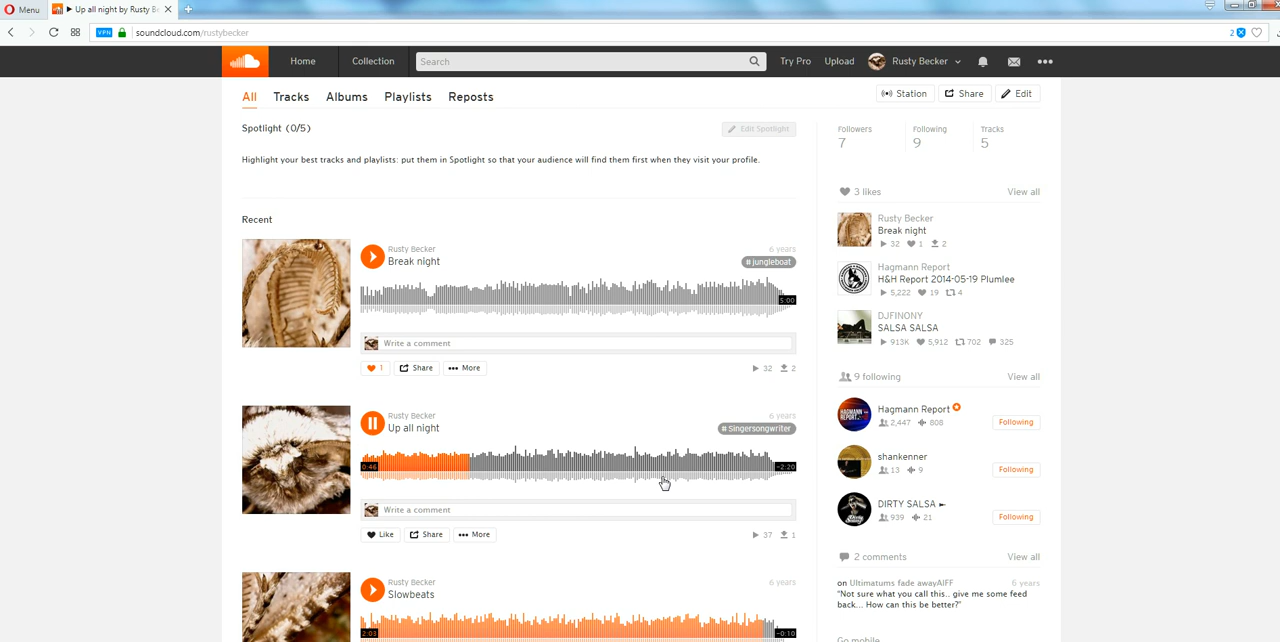 Menu
Up all night by Rusty Be
VPN
soundcloud.com/rustybecker
2
Home
Collection
Search
Try Pro
Upload
Rusty Becker
All
Tracks
Albums
Playlists
Reposts
Station
Share
Edit
Spotlight (0/5)
Edit Spotlight
Highlight your best tracks and playlists: put them in Spotlight so that your audience will find them first when they visit your profile.
Recent
Rusty Becker
Break night
6 years
# jungleboat
5:00
Write a comment
1
Share
More
32
2
Rusty Becker
Up all night
6 years
# Singersongwriter
0:46
-2:20
Write a comment
Like
Share
More
37
1
Rusty Becker
Slowbeats
6 years
2:03
-0:10
Followers
7
Following
9
Tracks
5
3 likes
View all
Rusty Becker
Break night
32 1 2
Hagmann Report
H&H Report 2014-05-19 Plumlee
5,222 19 4
DJFINONY
SALSA SALSA
913K 5,912 702 325
9 following
View all
Hagmann Report
2,447 808
Following
HAGMANN
REPORT
shankenner
13 9
Following
DIRTY SALSA ►
939 21
Following
2 comments
View all
on Ultimatums fade awayAIFF
6 years
"Not sure what you call this.. give me some feed
back... How can this be better?"
Go mobile